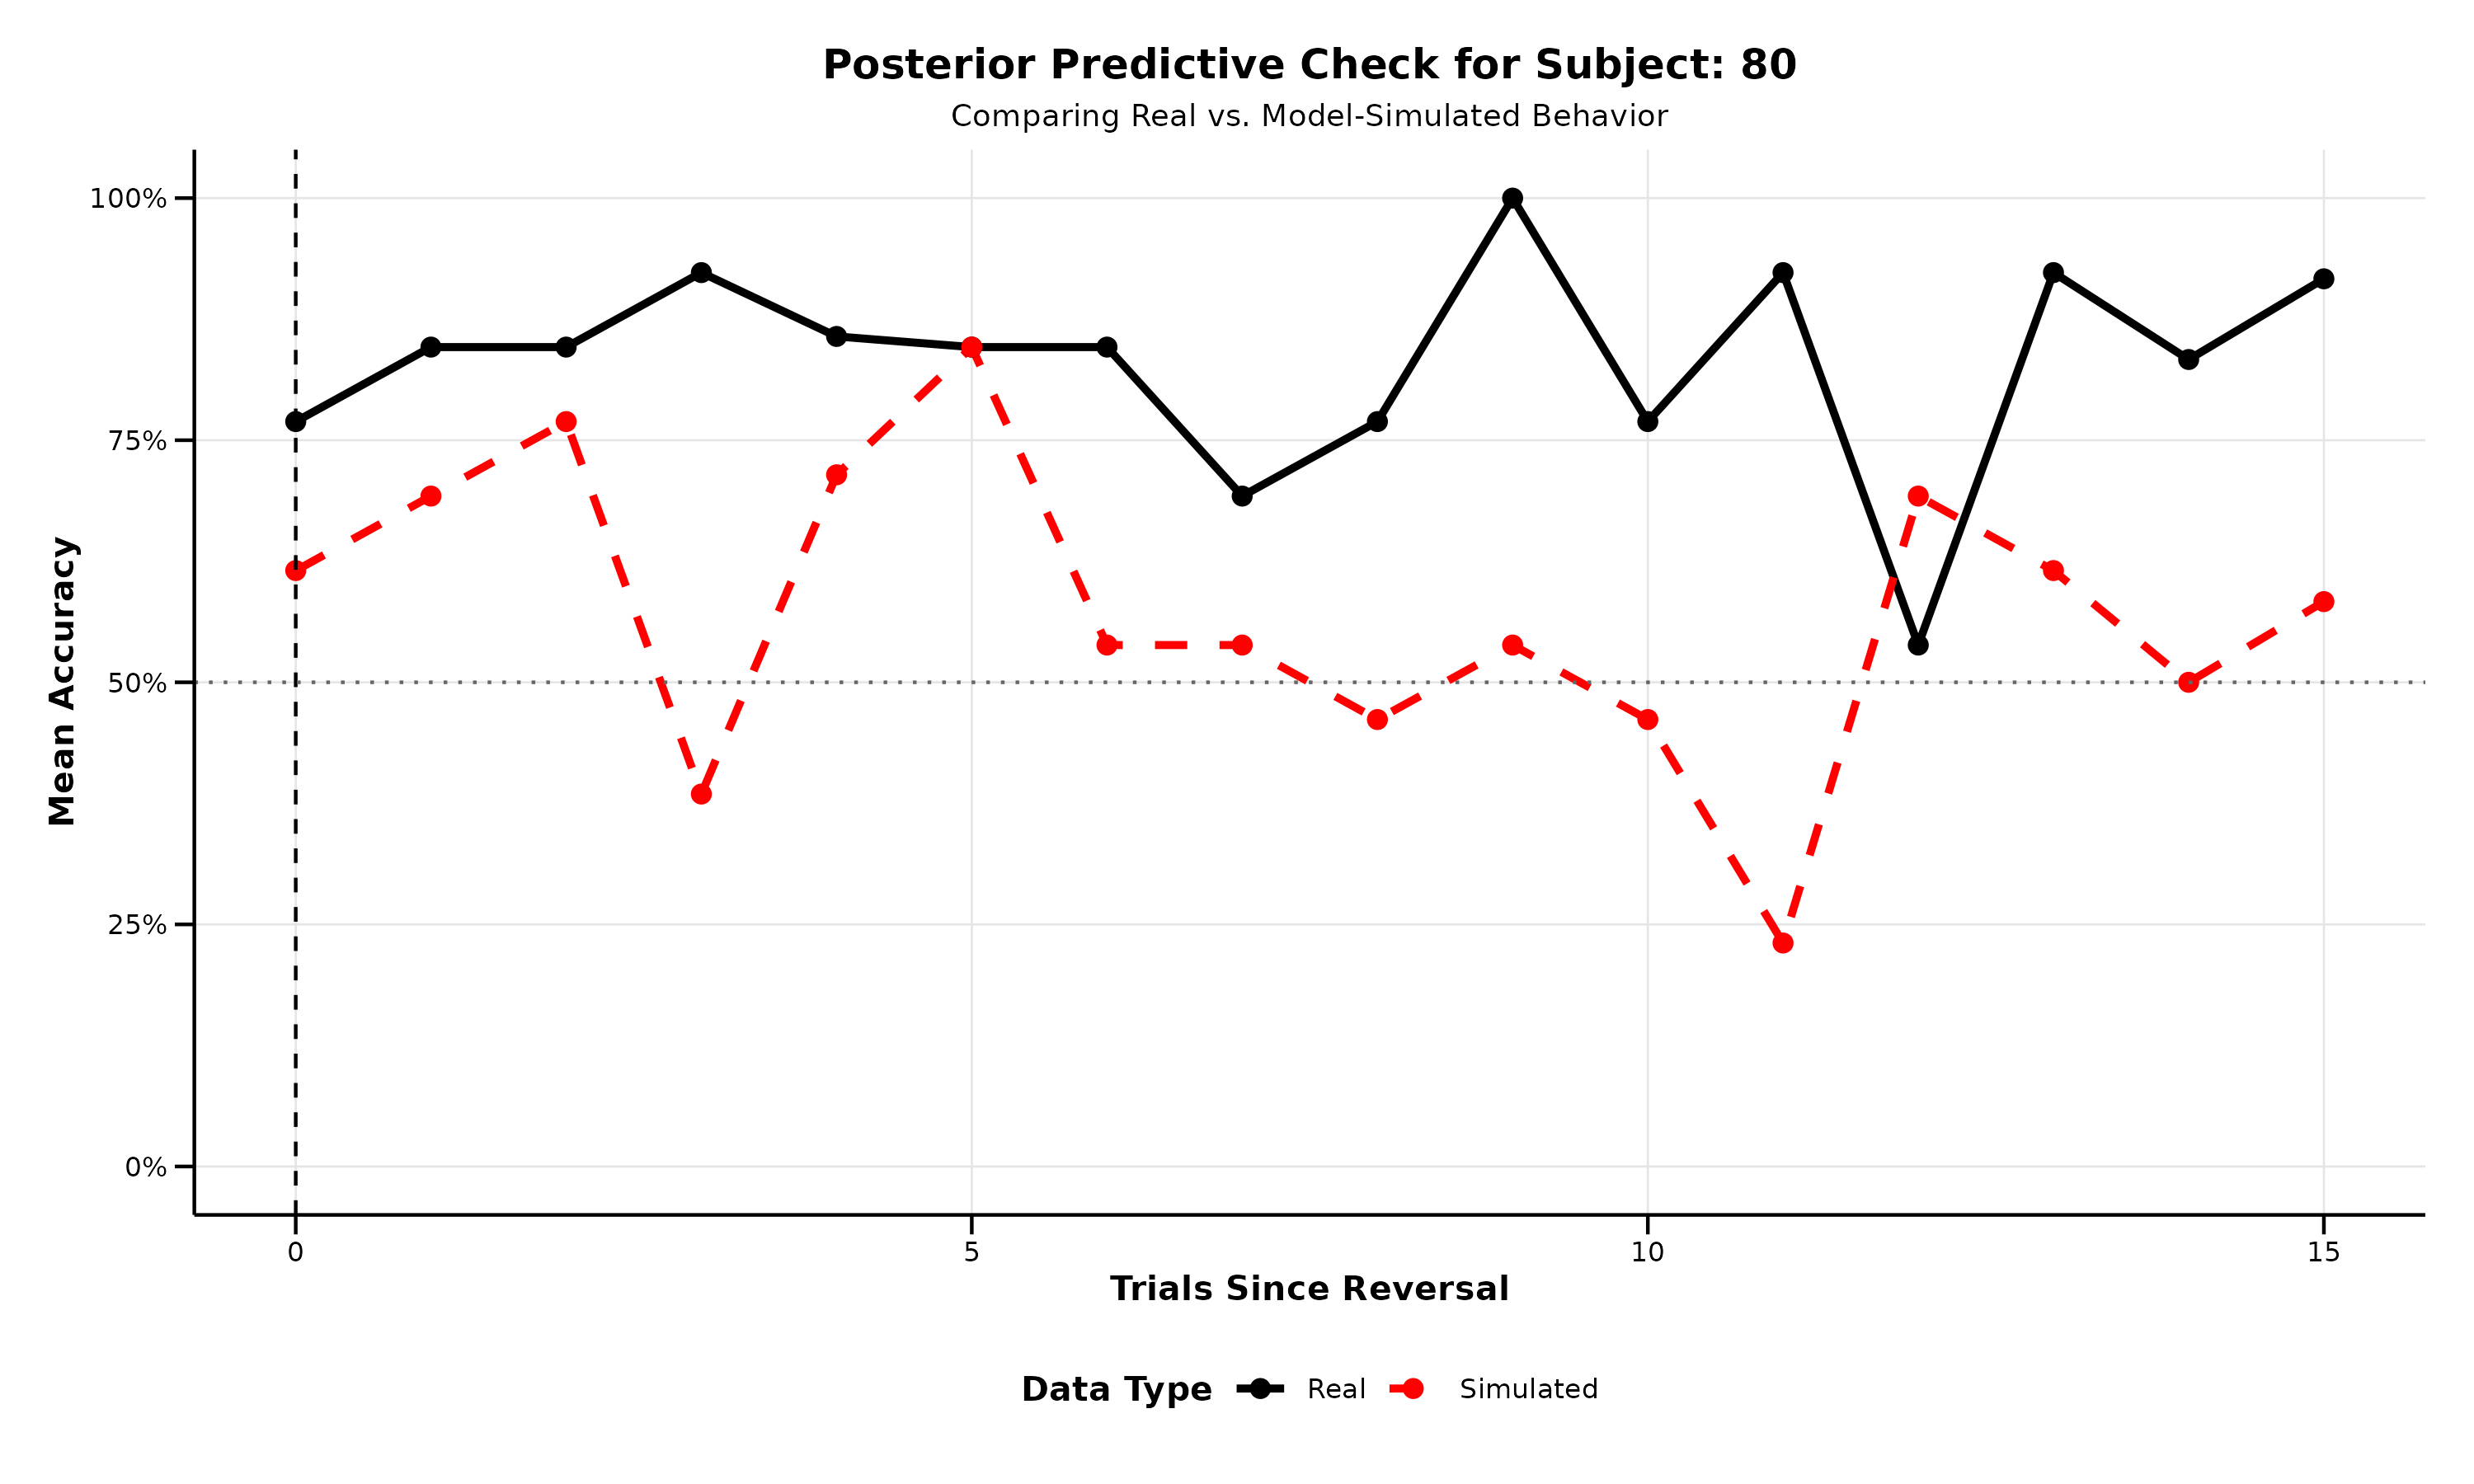 Posterior Predictive Check for Subject: 80
Comparing Real vs. Model-Simulated Behavior
Mean Accuracy
100%
75%
50%
25%
0%
0 5 10 15
Trials Since Reversal
Data Type Real Simulated